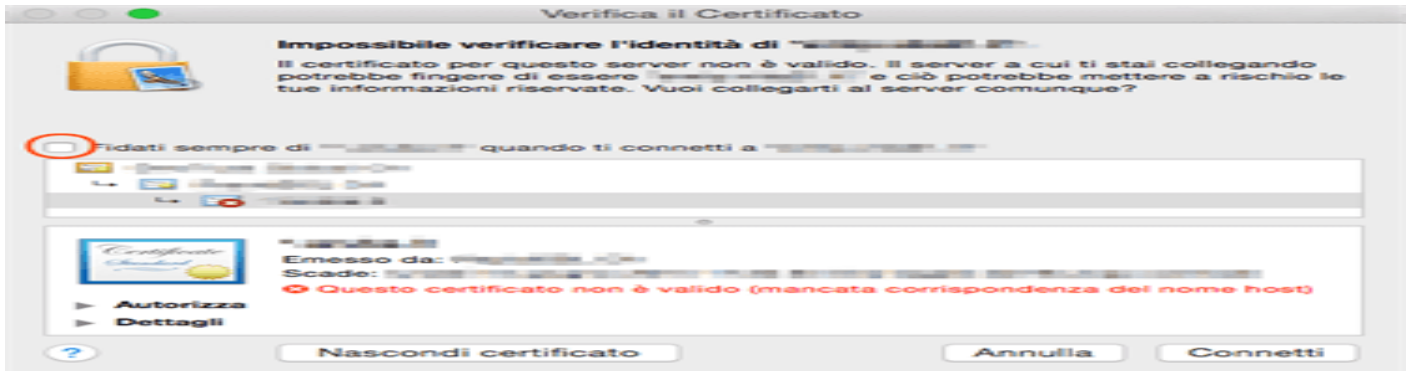 Verifica il Certificato
Impossibile verificare l'identità di "
Il certificato per questo server non è valido. Il server a cui ti stai collegando
potrebbe fingere di essere " " e ciò potrebbe mettere a rischio le
tue informazioni riservate. Vuoi collegarti al server comunque?
Fidati sempre di " quando ti connetti a "
Certificate
Standard
Emesso da:
Scade:
Questo certificato non è valido (mancata corrispondenza del nome host)
Autorizza
Dettagli
?
Nascondi certificato
Annulla
Connetti